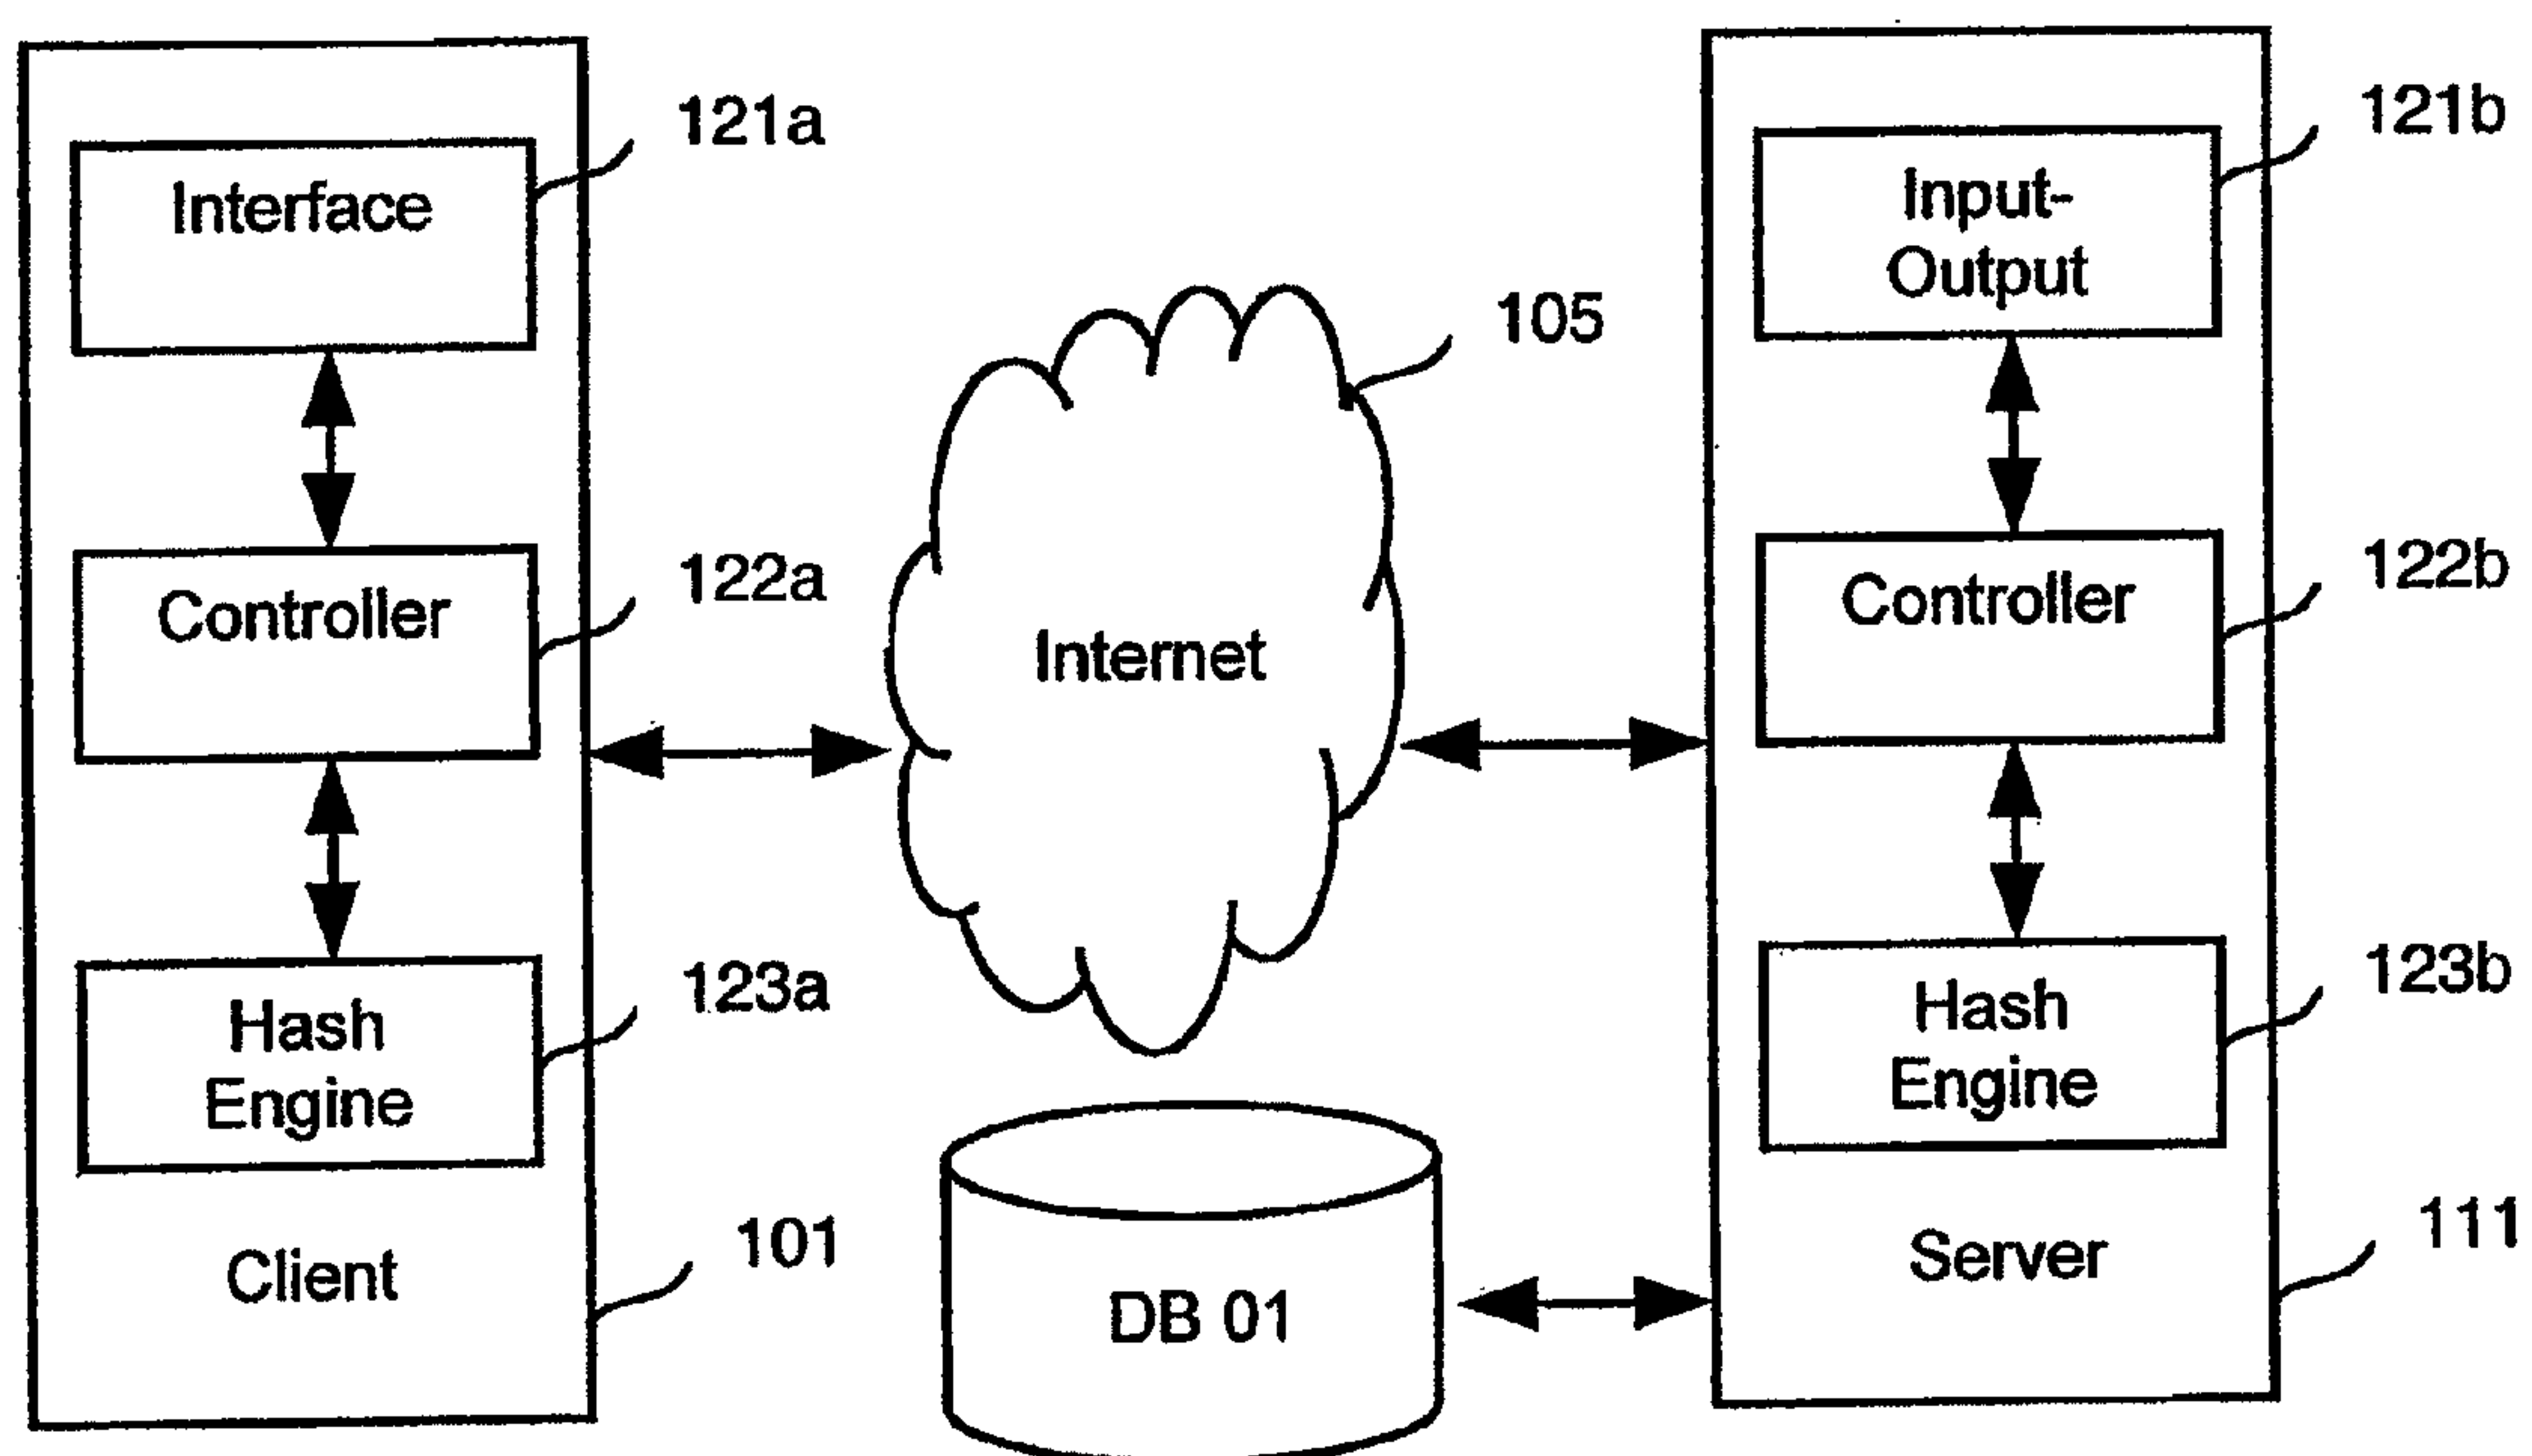 Interface
121a
Controller
122a
Hash
Engine
123a
Client
101
Internet
105
DB 01
Input-
Output
121b
Controller
122b
Hash
Engine
123b
Server
111